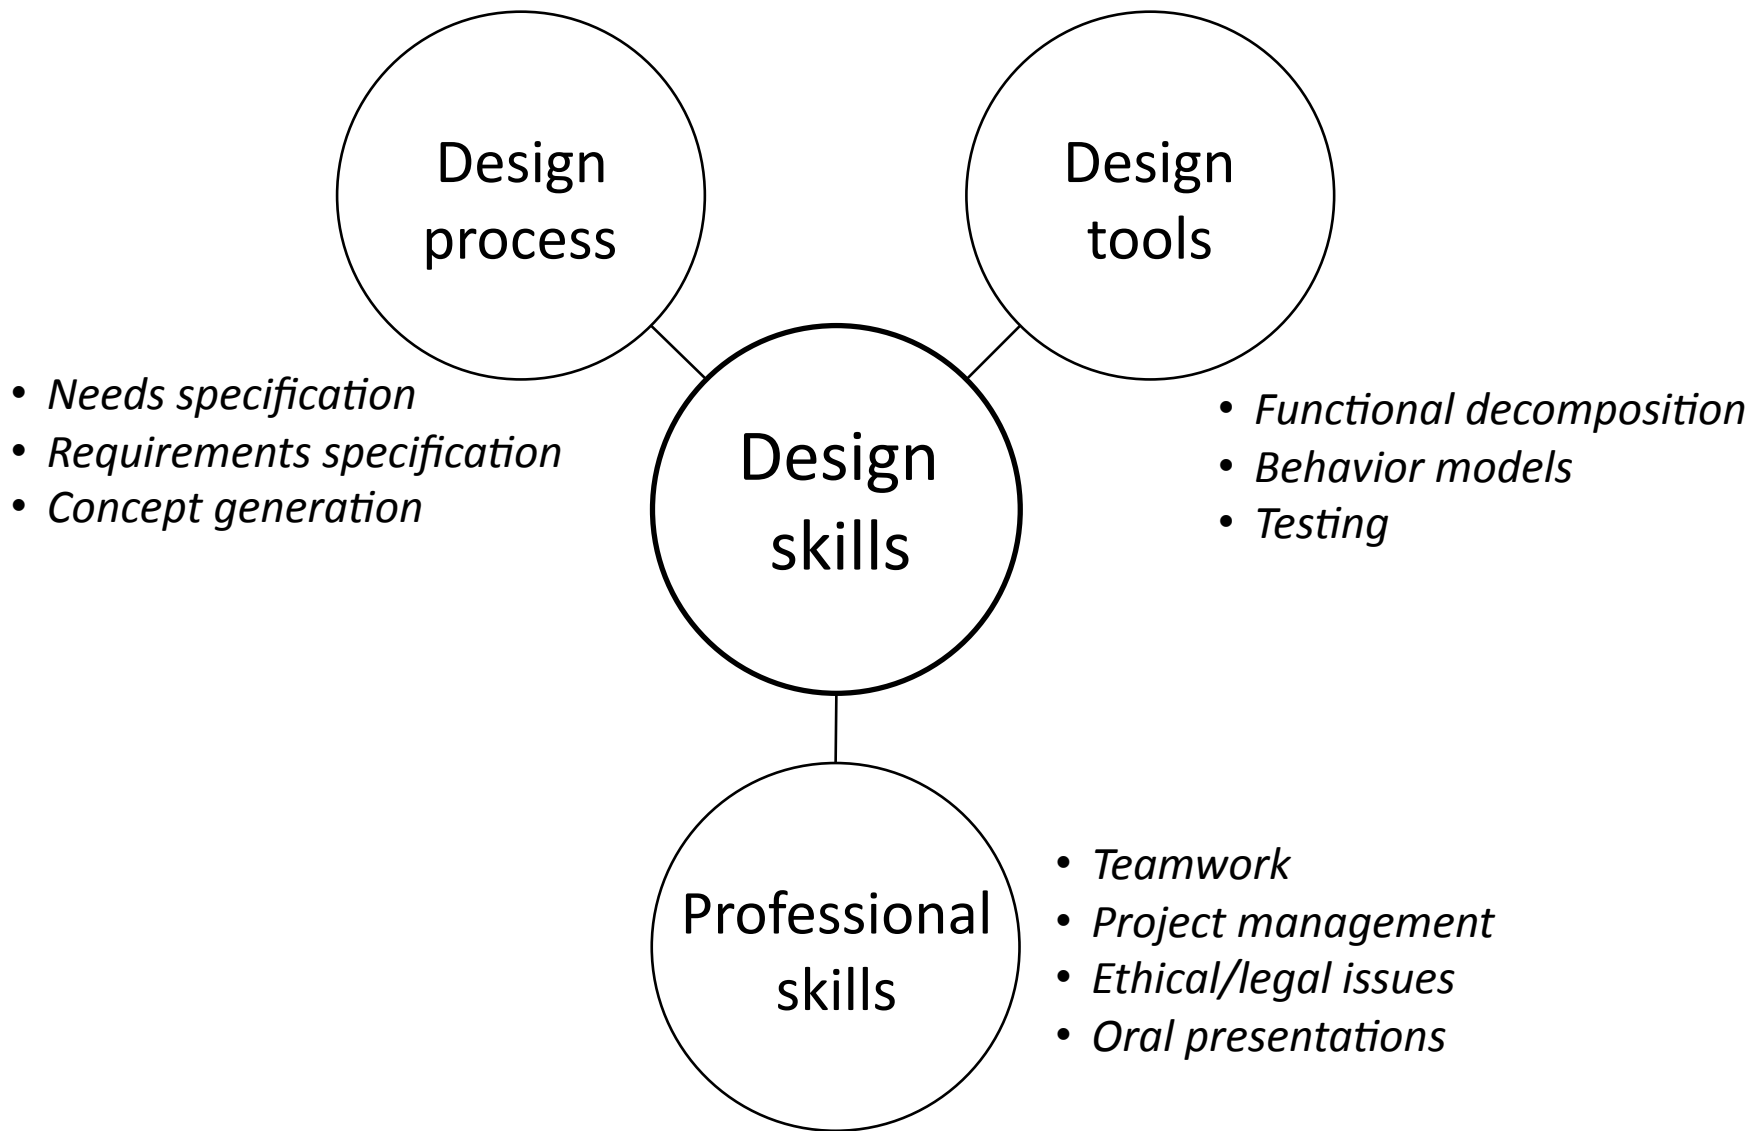 Design
process
Design
tools
• Needs specification
• Requirements specification
• Concept generation
Design
skills
• Functional decomposition
• Behavior models
• Testing
Professional
skills
• Teamwork
• Project management
• Ethical/legal issues
• Oral presentations